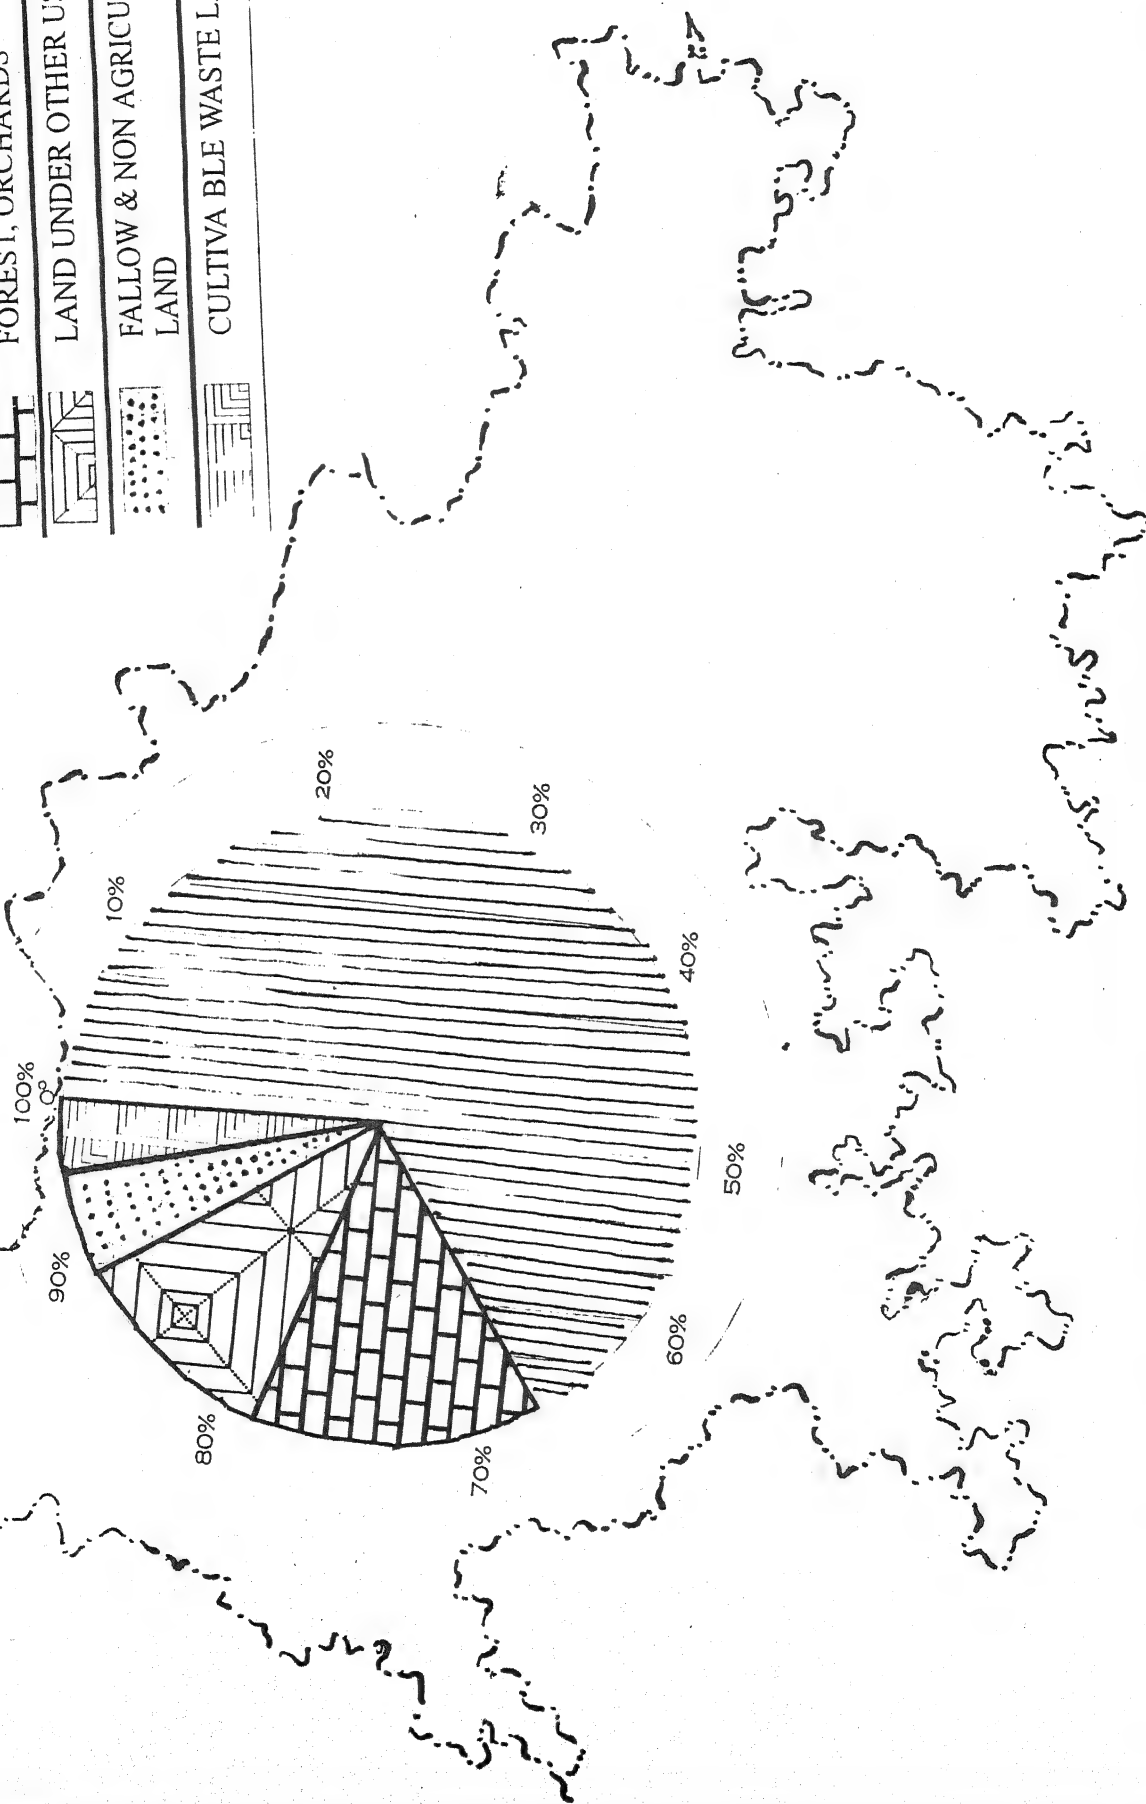 FOREST, ORCHARDS
LAND UNDER OTHER
FALLOW & NON
LAND
CULTIVA BLE WASTE
100%
0°
10%
20%
30%
40%
50%
60%
70%
80%
90%